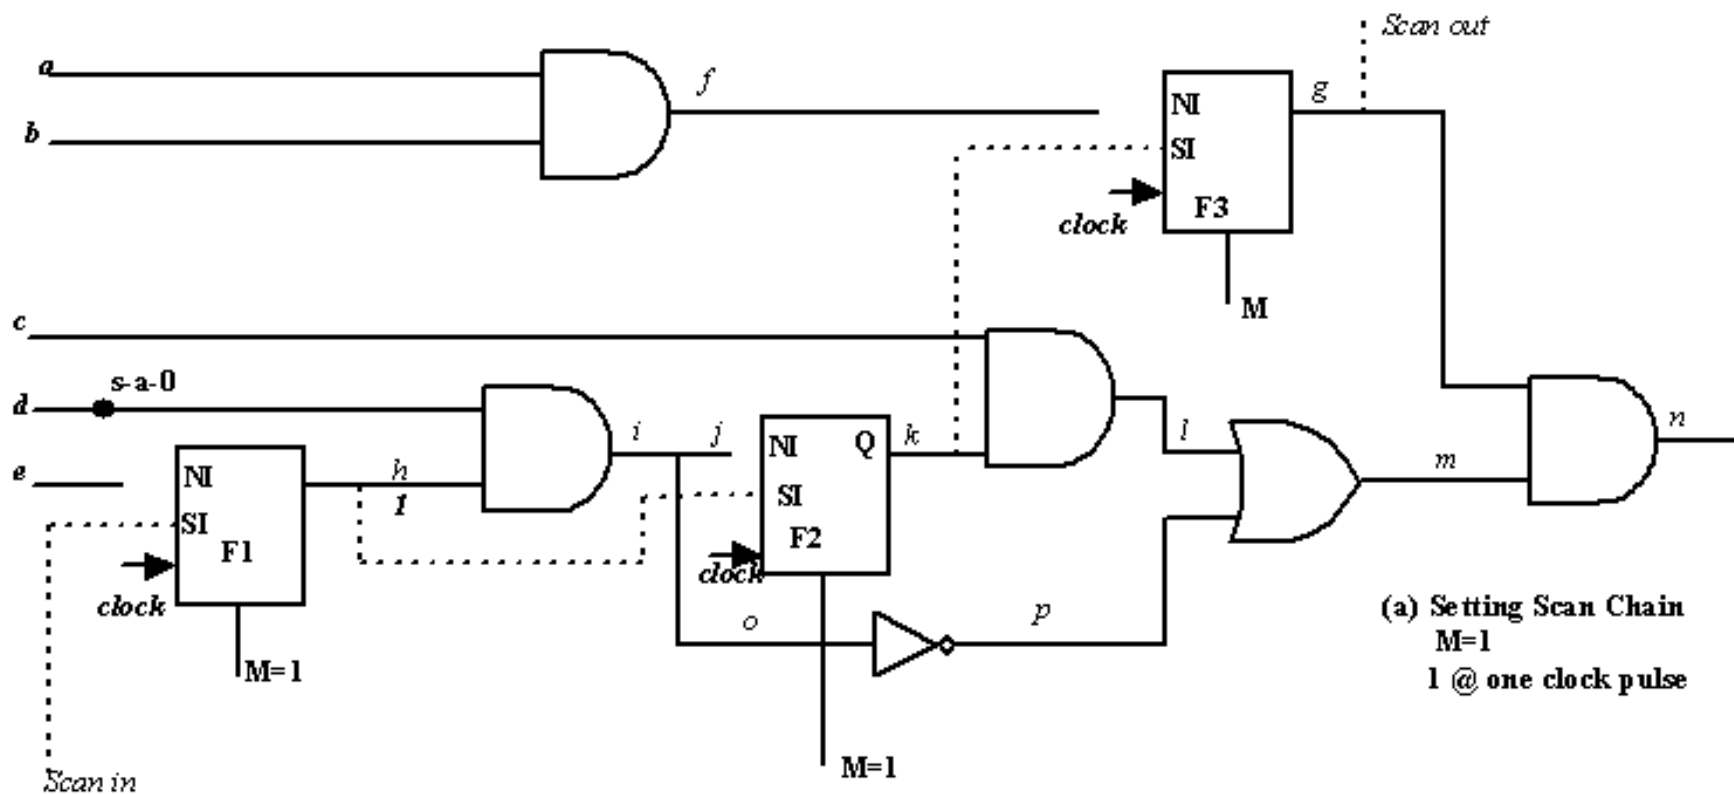 Scan out
a
f
NI
g
b
SI
F3
clock
M
c
s-a-0
d
n
NI
Q
k
i
j
l
m
e
NI
h
1
SI
SI
F1
F2
clock
clock
o
p
(a) Setting Scan Chain
M=1
1 @ one clock pulse
M=1
M=1
Scan in